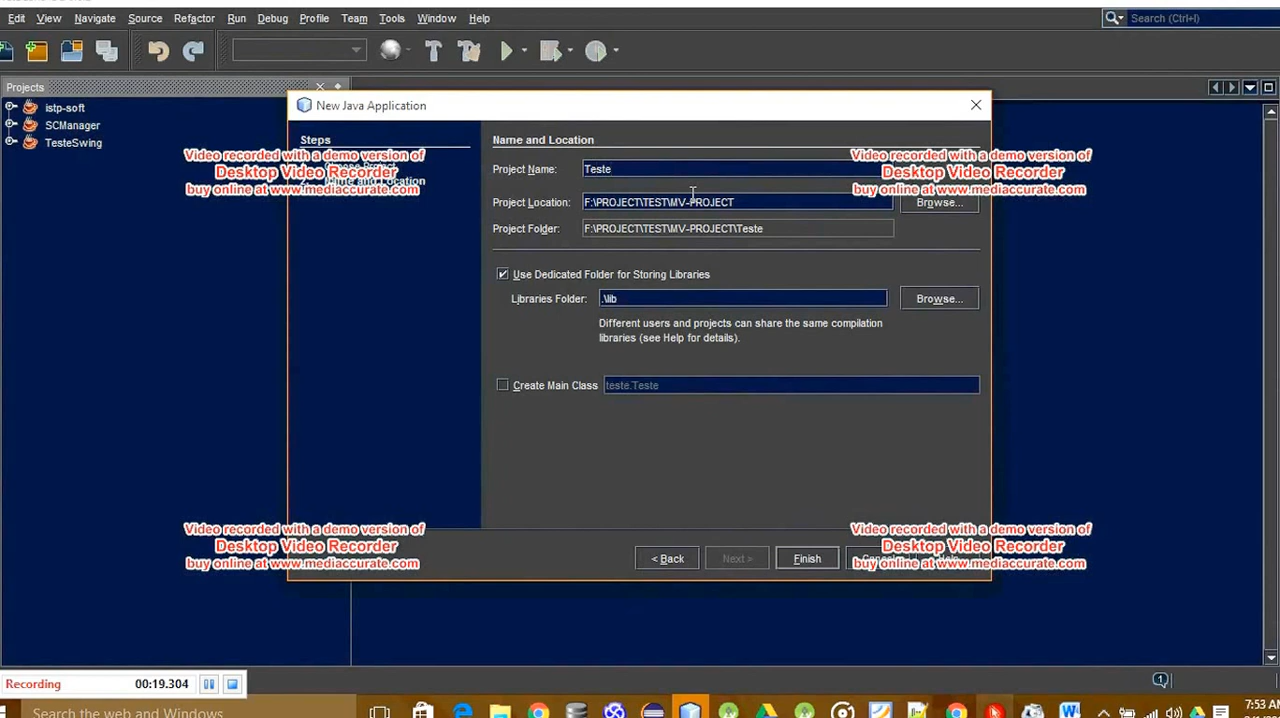 Edit View Navigate Source Refactor Run Debug Profile Team Tools Window Help
Search (Ctrl+I)
Projects
istp-soft
SCManager
TesteSwing
New Java Application
Steps
Name and Location
Name and Location
Project Name: Teste
Project Location: F:\PROJECT\TEST\MV-PROJECT Browse...
Project Folder: F:\PROJECT\TEST\MV-PROJECT\Teste
Use Dedicated Folder for Storing Libraries
Libraries Folder: .\lib Browse...
Different users and projects can share the same compilation
libraries (see Help for details).
Create Main Class teste.Teste
< Back Next > Finish
Video recorded with a demo version of
Desktop Video Recorder
buy online at www.mediaccurate.com
Video recorded with a demo version of
Desktop Video Recorder
buy online at www.mediaccurate.com
Video recorded with a demo version of
Desktop Video Recorder
buy online at www.mediaccurate.com
Video recorded with a demo version of
Desktop Video Recorder
buy online at www.mediaccurate.com
Recording 00:19.304
1
Search the web and Windows
7:53 A